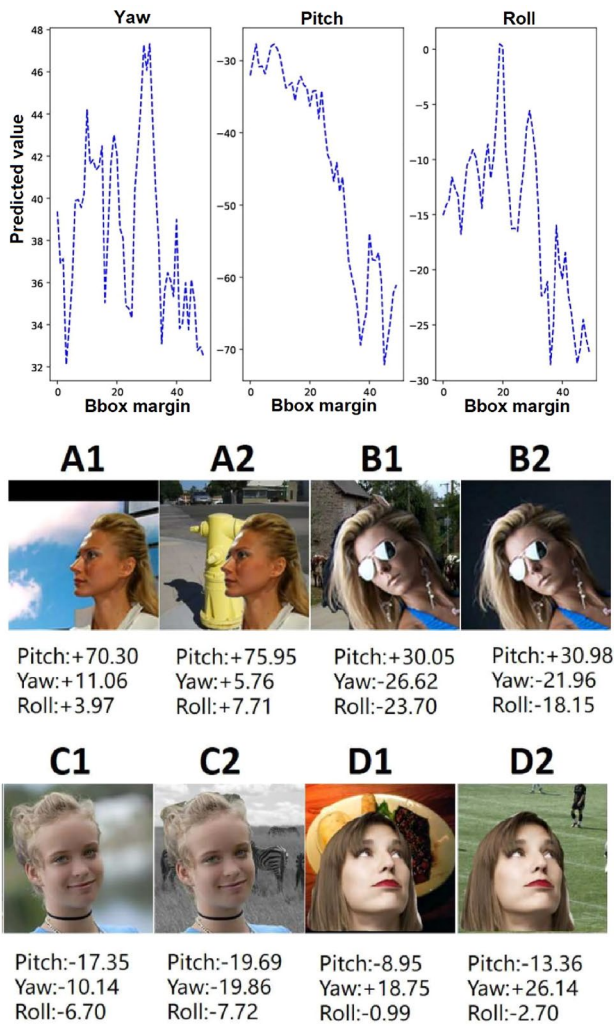 Yaw Pitch Roll
Predicted value
48
46
44
42
40
38
36
34
32
0 20 40
Bbox margin
−30
−40
−50
−60
−70
0 20 40
Bbox margin
0
−5
−10
−15
−20
−25
−30
0 20 40
Bbox margin
A1 A2 B1 B2
Pitch:+70.30 Pitch:+75.95 Pitch:+30.05 Pitch:+30.98
Yaw:+11.06 Yaw:+5.76 Yaw:-26.62 Yaw:-21.96
Roll:+3.97 Roll:+7.71 Roll:-23.70 Roll:-18.15
C1 C2 D1 D2
Pitch:-17.35 Pitch:-19.69 Pitch:-8.95 Pitch:-13.36
Yaw:-10.14 Yaw:-19.86 Yaw:+18.75 Yaw:+26.14
Roll:-6.70 Roll:-7.72 Roll:-0.99 Roll:-2.70